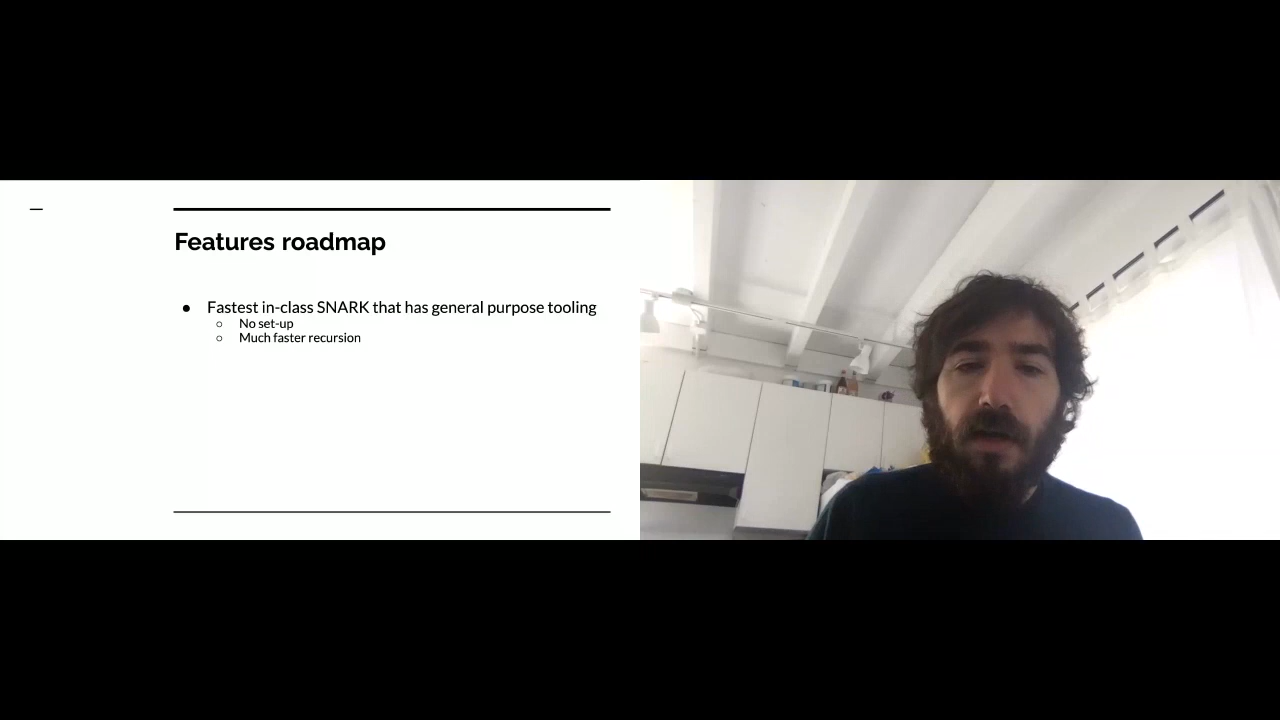 Features roadmap
● Fastest in-class SNARK that has general purpose tooling
○ No set-up
○ Much faster recursion